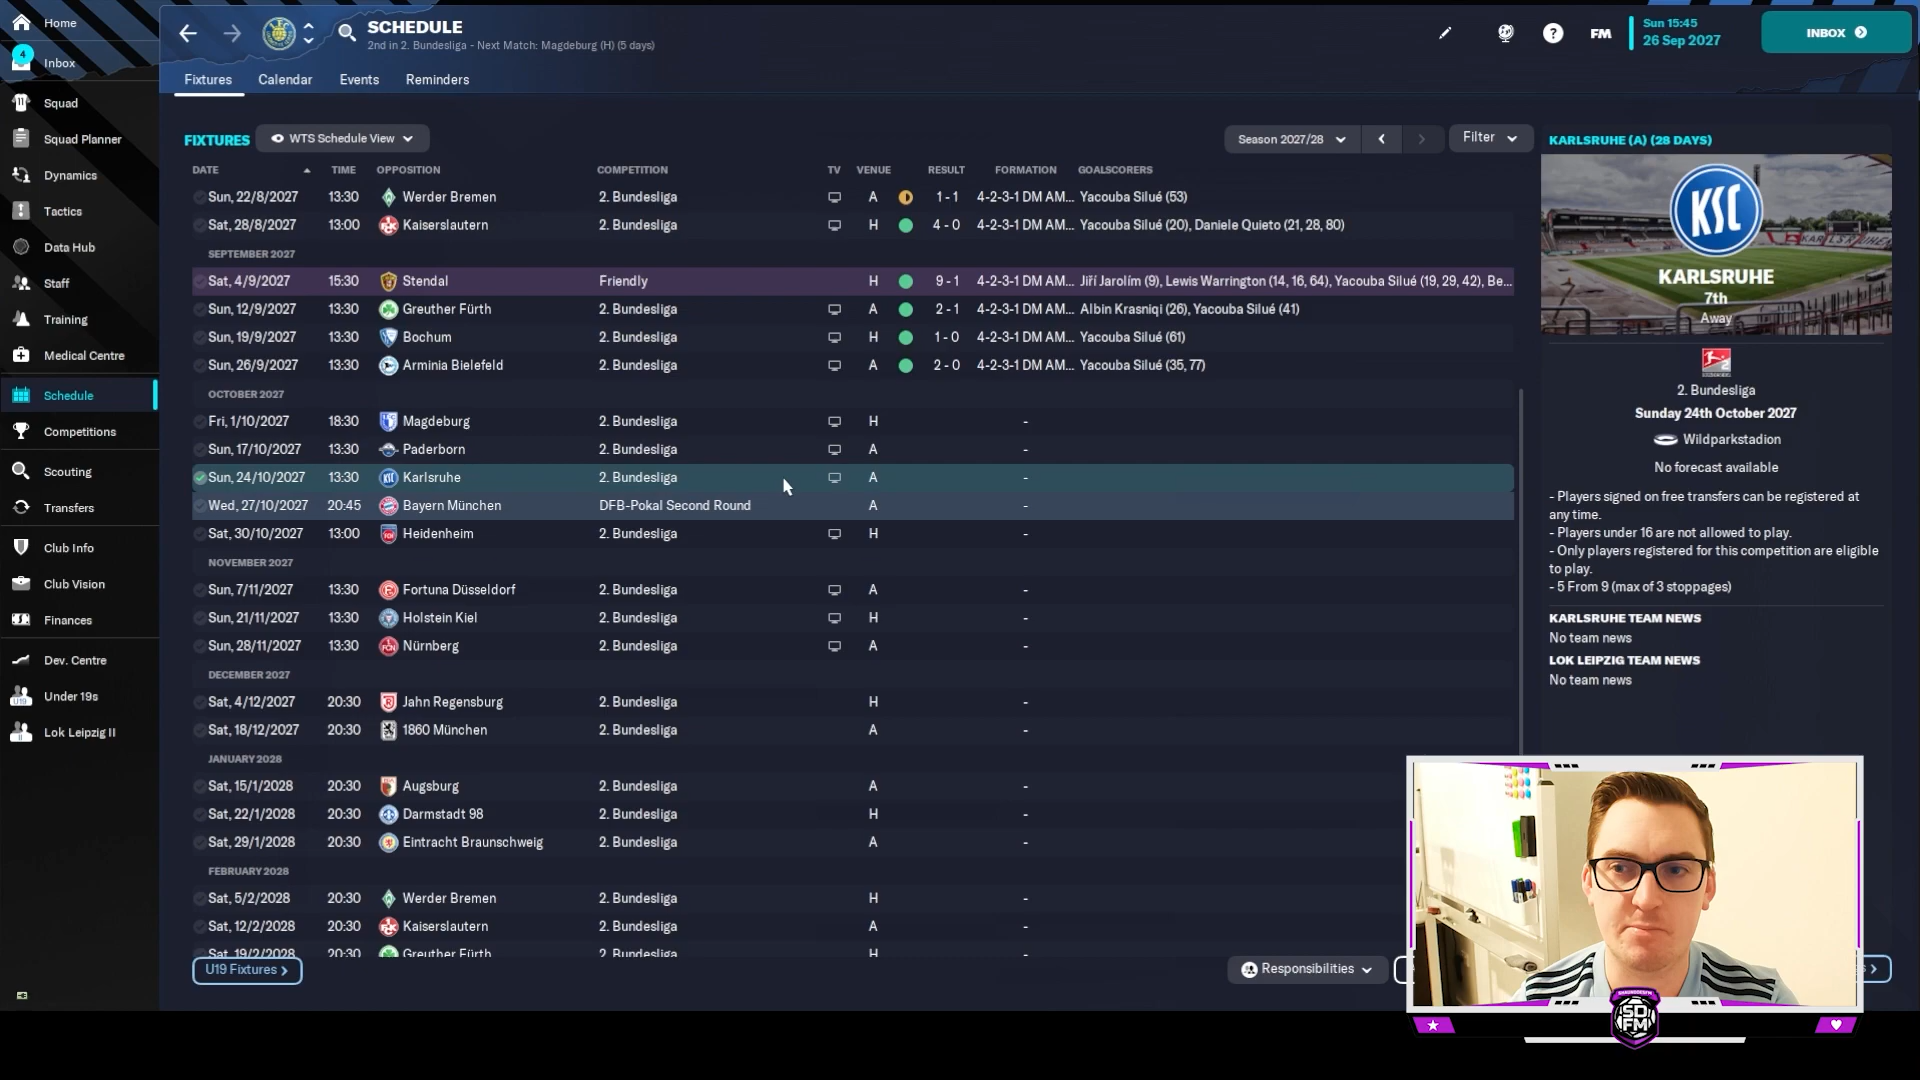 Home
4
Inbox
Squad
Squad Planner
Dynamics
Tactics
Data Hub
Staff
Training
Medical Centre
Schedule
Competitions
Scouting
Transfers
Club Info
Club Vision
Finances
Dev. Centre
U19
Under 19s
II
Lok Leipzig II
SCHEDULE
2nd in 2. Bundesliga - Next Match: Magdeburg (H) (5 days)
? FM
Sun 15:45
26 Sep 2027
INBOX
Fixtures Calendar Events Reminders
FIXTURES WTS Schedule View
Season 2027/28 Filter
DATE TIME OPPOSITION COMPETITION TV VENUE RESULT FORMATION GOALSCORERS
Sun, 22/8/2027 13:30 Werder Bremen 2. Bundesliga A 1 - 1 4-2-3-1 DM AM... Yacouba Silué (53)
Sat, 28/8/2027 13:00 Kaiserslautern 2. Bundesliga H 4 - 0 4-2-3-1 DM AM... Yacouba Silué (20), Daniele Quieto (21, 28, 80)
SEPTEMBER 2027
Sat, 4/9/2027 15:30 Stendal Friendly H 9 - 1 4-2-3-1 DM AM... Jiří Jarolím (9), Lewis Warrington (14, 16, 64), Yacouba Silué (19, 29, 42), Be...
Sun, 12/9/2027 13:30 Greuther Fürth 2. Bundesliga A 2 - 1 4-2-3-1 DM AM... Albin Krasniqi (26), Yacouba Silué (41)
Sun, 19/9/2027 13:30 Bochum 2. Bundesliga H 1 - 0 4-2-3-1 DM AM... Yacouba Silué (61)
Sun, 26/9/2027 13:30 Arminia Bielefeld 2. Bundesliga A 2 - 0 4-2-3-1 DM AM... Yacouba Silué (35, 77)
OCTOBER 2027
Fri, 1/10/2027 18:30 Magdeburg 2. Bundesliga H -
Sun, 17/10/2027 13:30 Paderborn 2. Bundesliga A -
Sun, 24/10/2027 13:30 Karlsruhe 2. Bundesliga A -
Wed, 27/10/2027 20:45 Bayern München DFB-Pokal Second Round A -
Sat, 30/10/2027 13:00 Heidenheim 2. Bundesliga H -
NOVEMBER 2027
Sun, 7/11/2027 13:30 Fortuna Düsseldorf 2. Bundesliga A -
Sun, 21/11/2027 13:30 Holstein Kiel 2. Bundesliga H -
Sun, 28/11/2027 13:30 Nürnberg 2. Bundesliga A -
DECEMBER 2027
Sat, 4/12/2027 20:30 Jahn Regensburg 2. Bundesliga H -
Sat, 18/12/2027 20:30 1860 München 2. Bundesliga A -
JANUARY 2028
Sat, 15/1/2028 20:30 Augsburg 2. Bundesliga A -
Sat, 22/1/2028 20:30 Darmstadt 98 2. Bundesliga H -
Sat, 29/1/2028 20:30 Eintracht Braunschweig 2. Bundesliga A -
FEBRUARY 2028
Sat, 5/2/2028 20:30 Werder Bremen 2. Bundesliga H -
Sat, 12/2/2028 20:30 Kaiserslautern 2. Bundesliga A -
Sat, 19/2/2028 20:30 Greuther Fürth 2. Bundesliga H
U19 Fixtures
Responsibilities
KARLSRUHE (A) (28 DAYS)
KSC
KARLSRUHE
7th
Away
2. Bundesliga
Sunday 24th October 2027
Wildparkstadion
No forecast available
- Players signed on free transfers can be registered at
any time.
- Players under 16 are not allowed to play.
- Only players registered for this competition are eligible
to play.
- 5 From 9 (max of 3 stoppages)
KARLSRUHE TEAM NEWS
No team news
LOK LEIPZIG TEAM NEWS
No team news
SD
FM